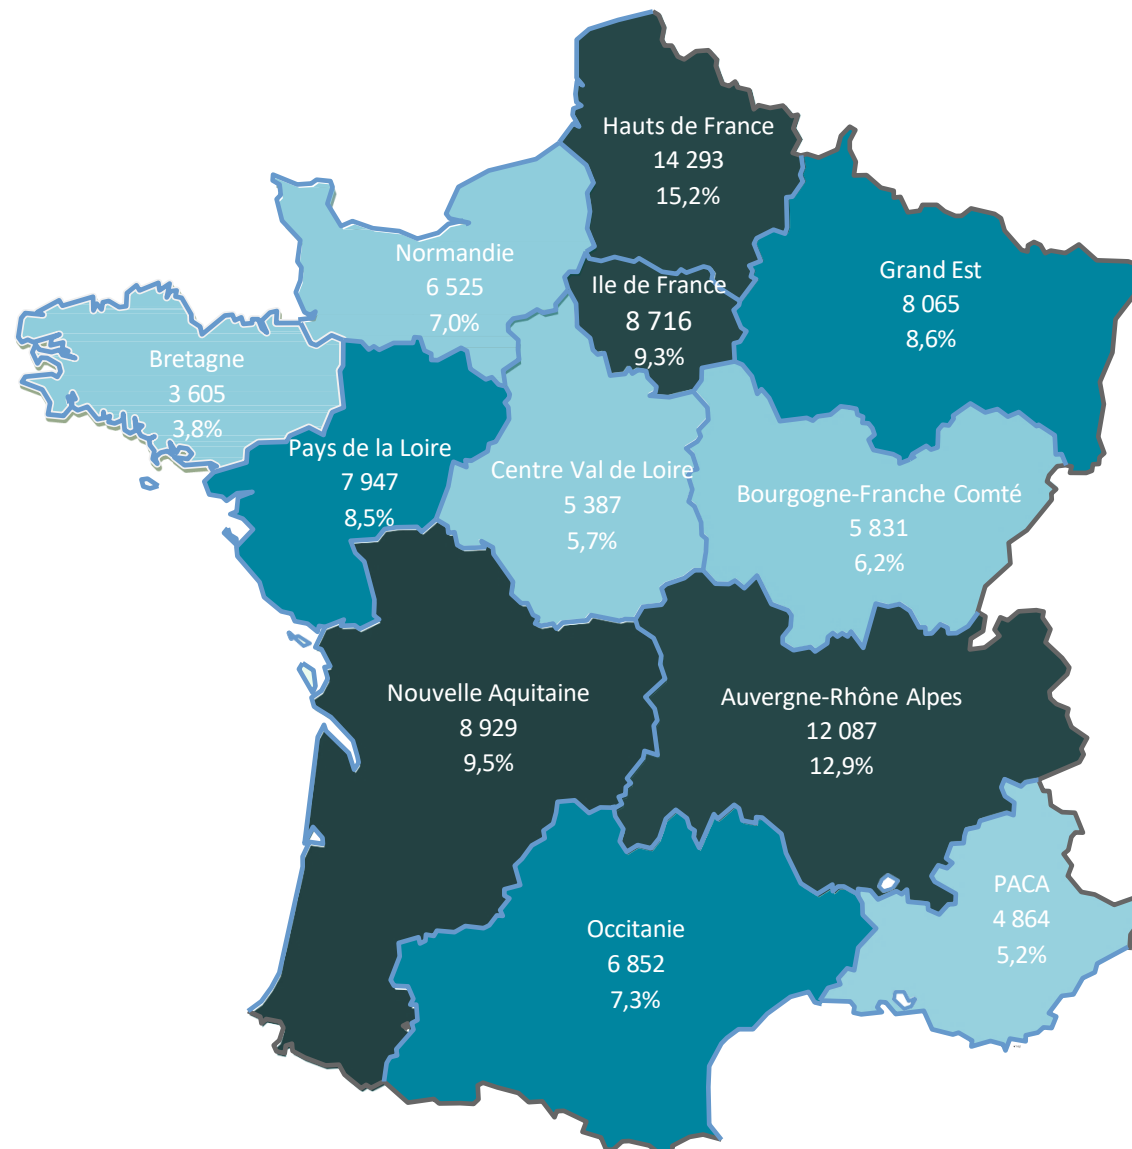 Hauts de France
14 293
15,2%
Normandie
6 525
7,0%
Ile de France
8 716
9,3%
Grand Est
8 065
8,6%
Bretagne
3 605
3,8%
Pays de la Loire
7 947
8,5%
Centre Val de Loire
5 387
5,7%
Bourgogne-Franche Comté
5 831
6,2%
Nouvelle Aquitaine
8 929
9,5%
Auvergne-Rhône Alpes
12 087
12,9%
PACA
4 864
5,2%
Occitanie
6 852
7,3%